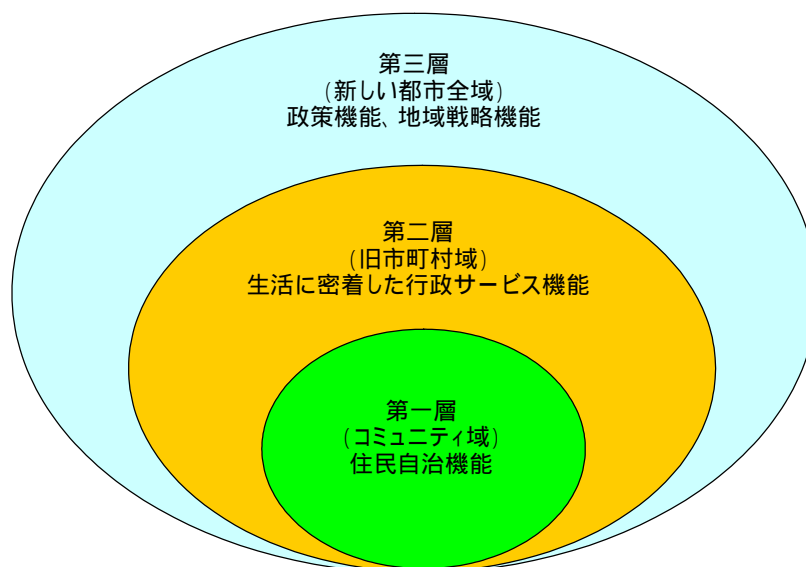 第三層
(新しい都市全域)
政策機能、地域戦略機能
第二層
(旧市町村域)
生活に密着した行政サービス機能
第一層
(コミュニティ域)
住民自治機能